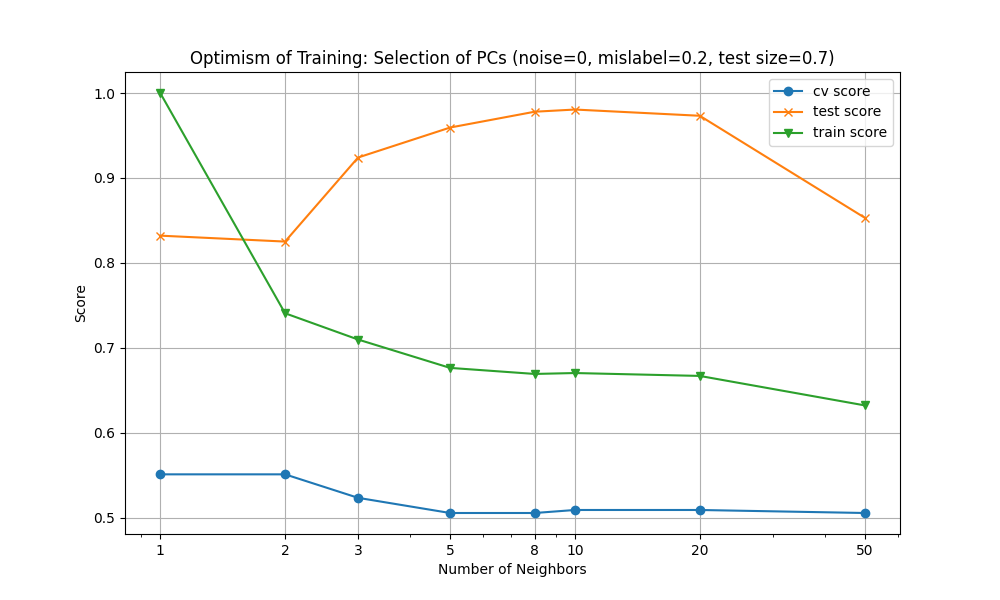 Optimism of Training: Selection of PCs (noise=0, mislabel=0.2, test size=0.7)
cv score
test score
train score
1.0
0.9
0.8
0.7
0.6
0.5
Score
1 2 3 5 8 10 20 50
Number of Neighbors